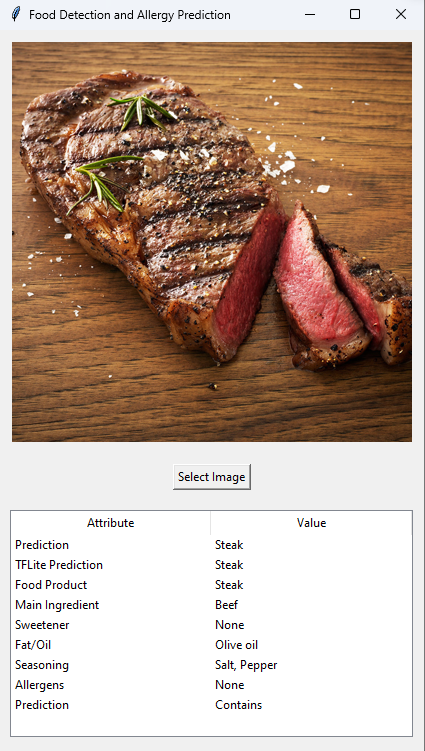 Food Detection and Allergy Prediction
Select Image
Attribute Value
Prediction Steak
TFLite Prediction Steak
Food Product Steak
Main Ingredient Beef
Sweetener None
Fat/Oil Olive oil
Seasoning Salt, Pepper
Allergens None
Prediction Contains